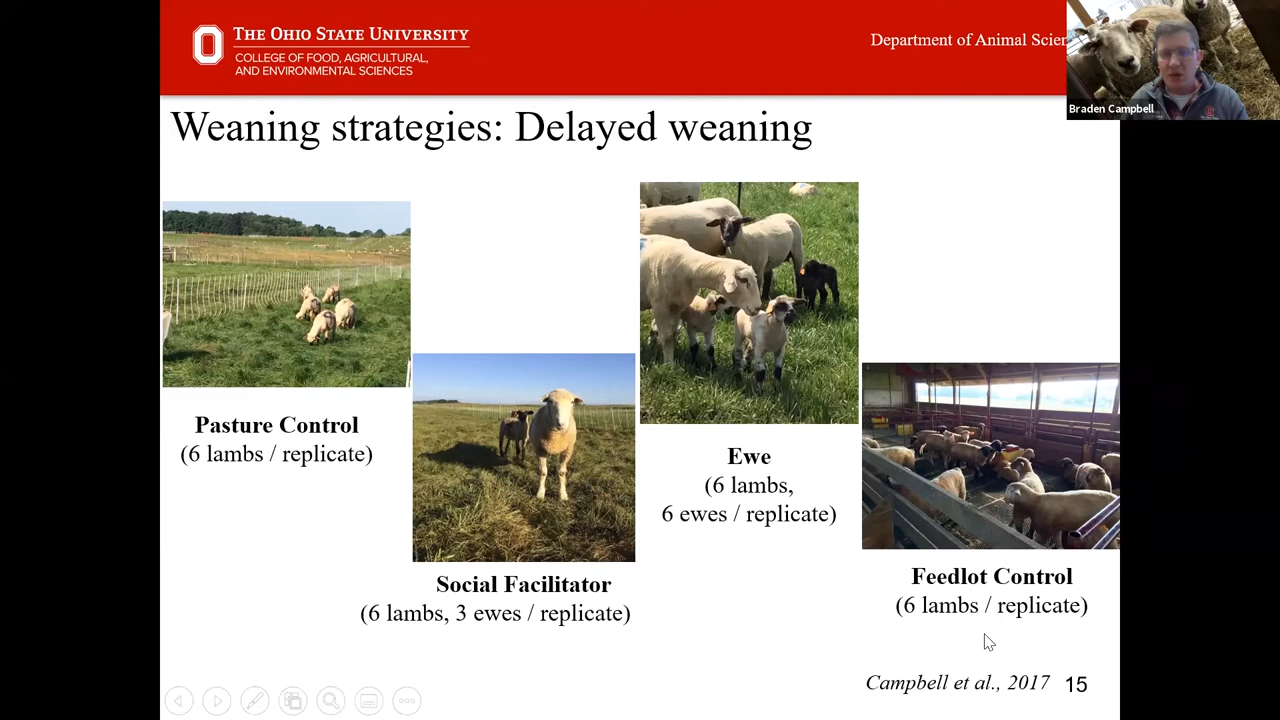 THE OHIO STATE UNIVERSITY
COLLEGE OF FOOD, AGRICULTURAL,
AND ENVIRONMENTAL SCIENCES
Department of Animal
Braden Campbell
Weaning strategies: Delayed weaning
Pasture Control
(6 lambs / replicate)
Social Facilitator
(6 lambs, 3 ewes / replicate)
Ewe
(6 lambs,
6 ewes / replicate)
Feedlot Control
(6 lambs / replicate)
Campbell et al., 2017
15